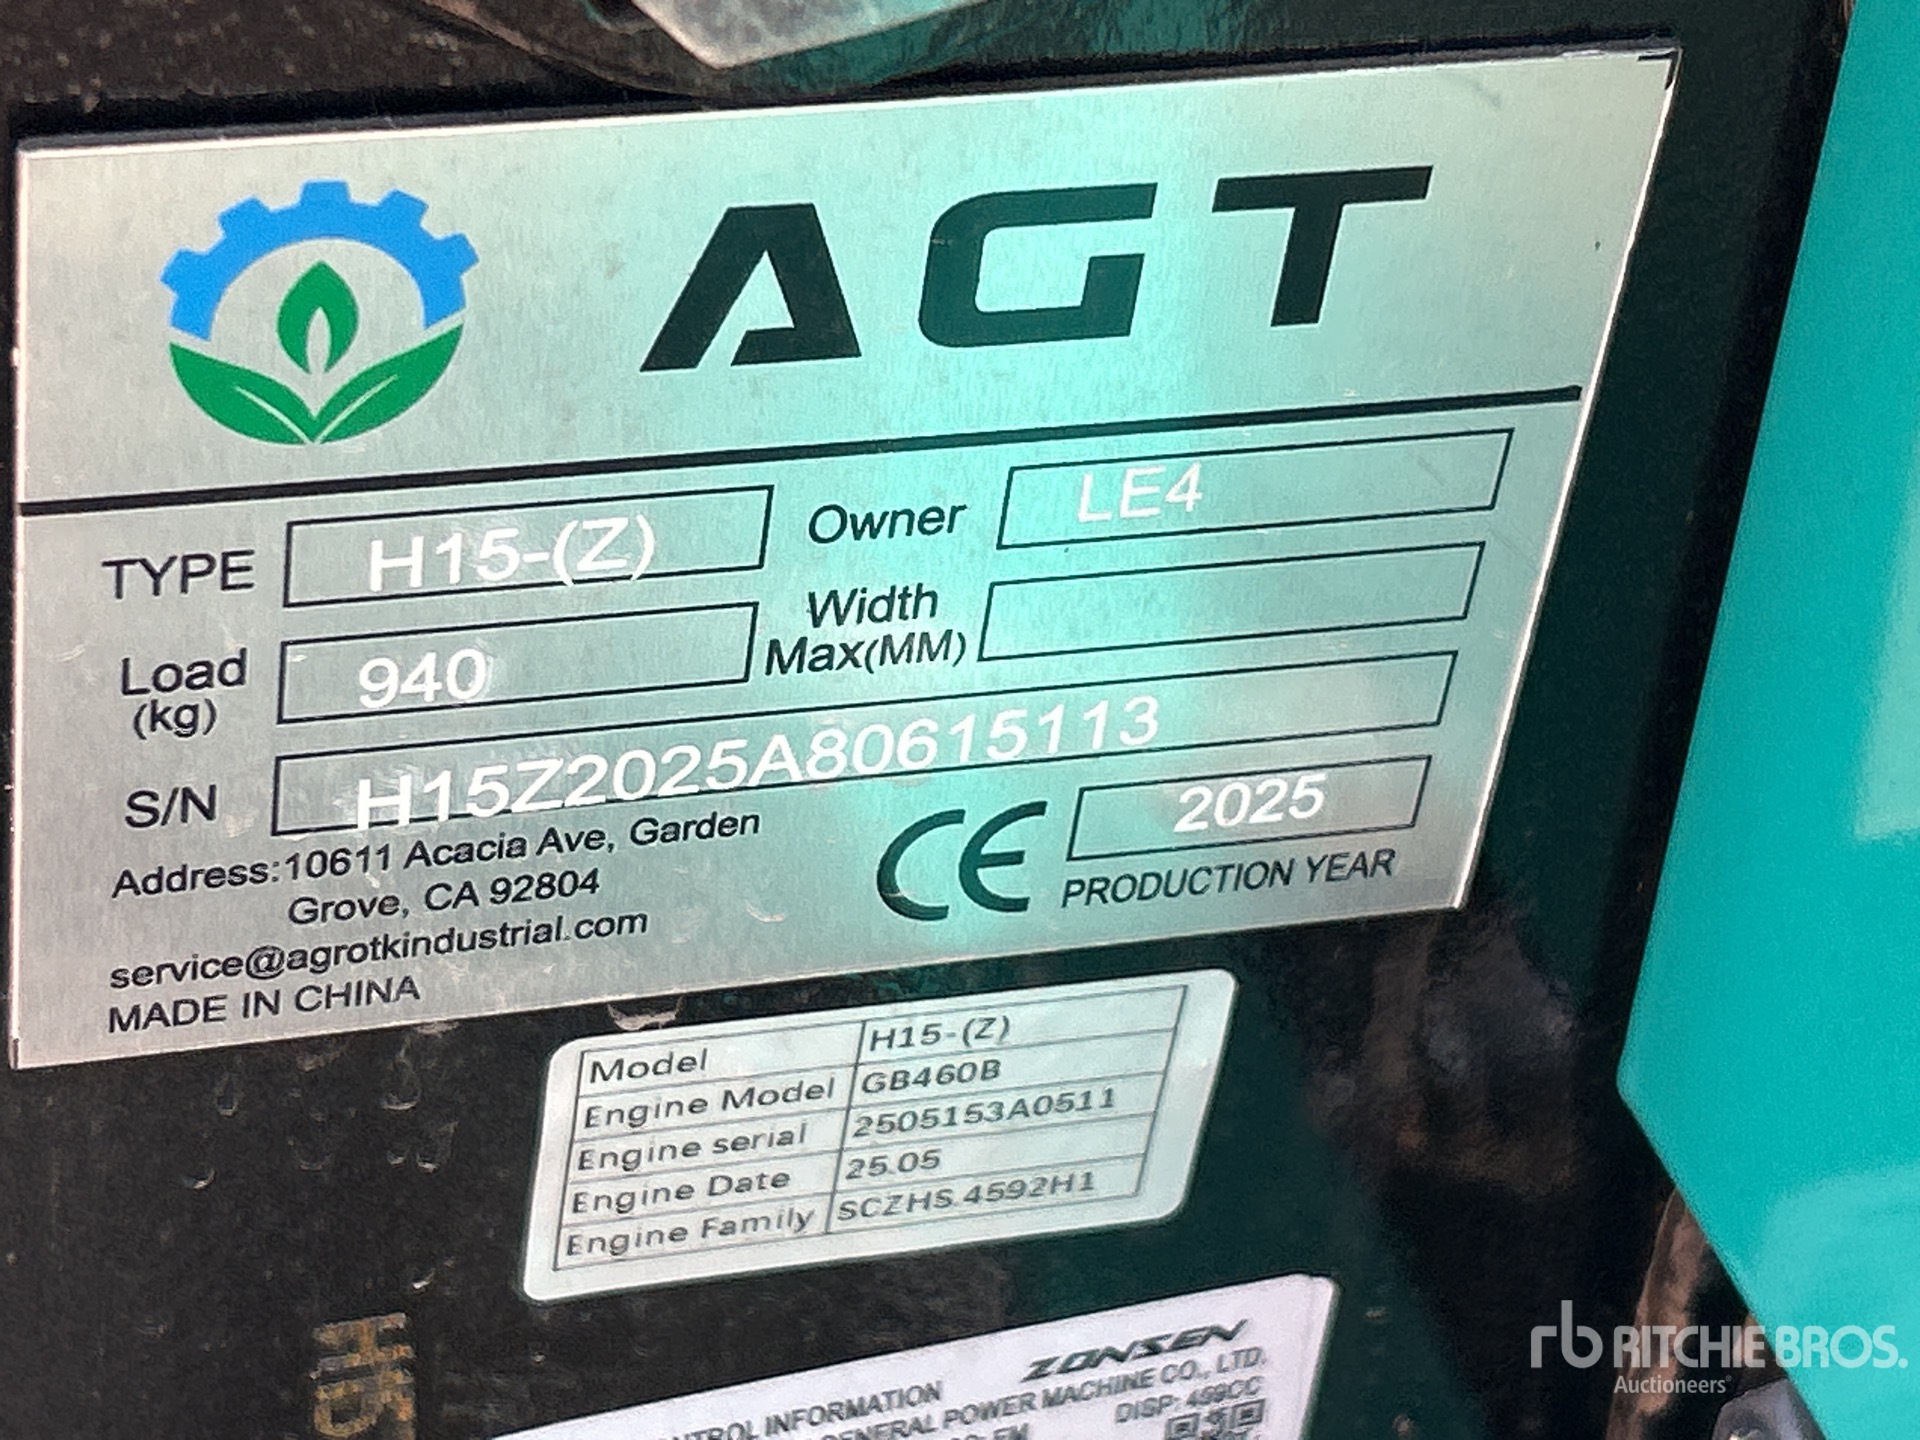 AGT
TYPE H15-(Z) Owner LE4
Load (kg) 940 Width Max(MM)
S/N H15Z2025A80615113
Address:10611 Acacia Ave, Garden
Grove, CA 92804
service@agrotkindustrial.com
MADE IN CHINA
CE 2025
PRODUCTION YEAR
Model H15-(Z)
Engine Model GB460B
Engine serial 2505153A0511
Engine Date 25.05
Engine Family SCZHS.4592H1
ZONSEN
INFORMATION
GENERAL POWER MACHINE CO., LTD.
DISP: 459CC
rb RITCHIE BROS.
Auctioneers